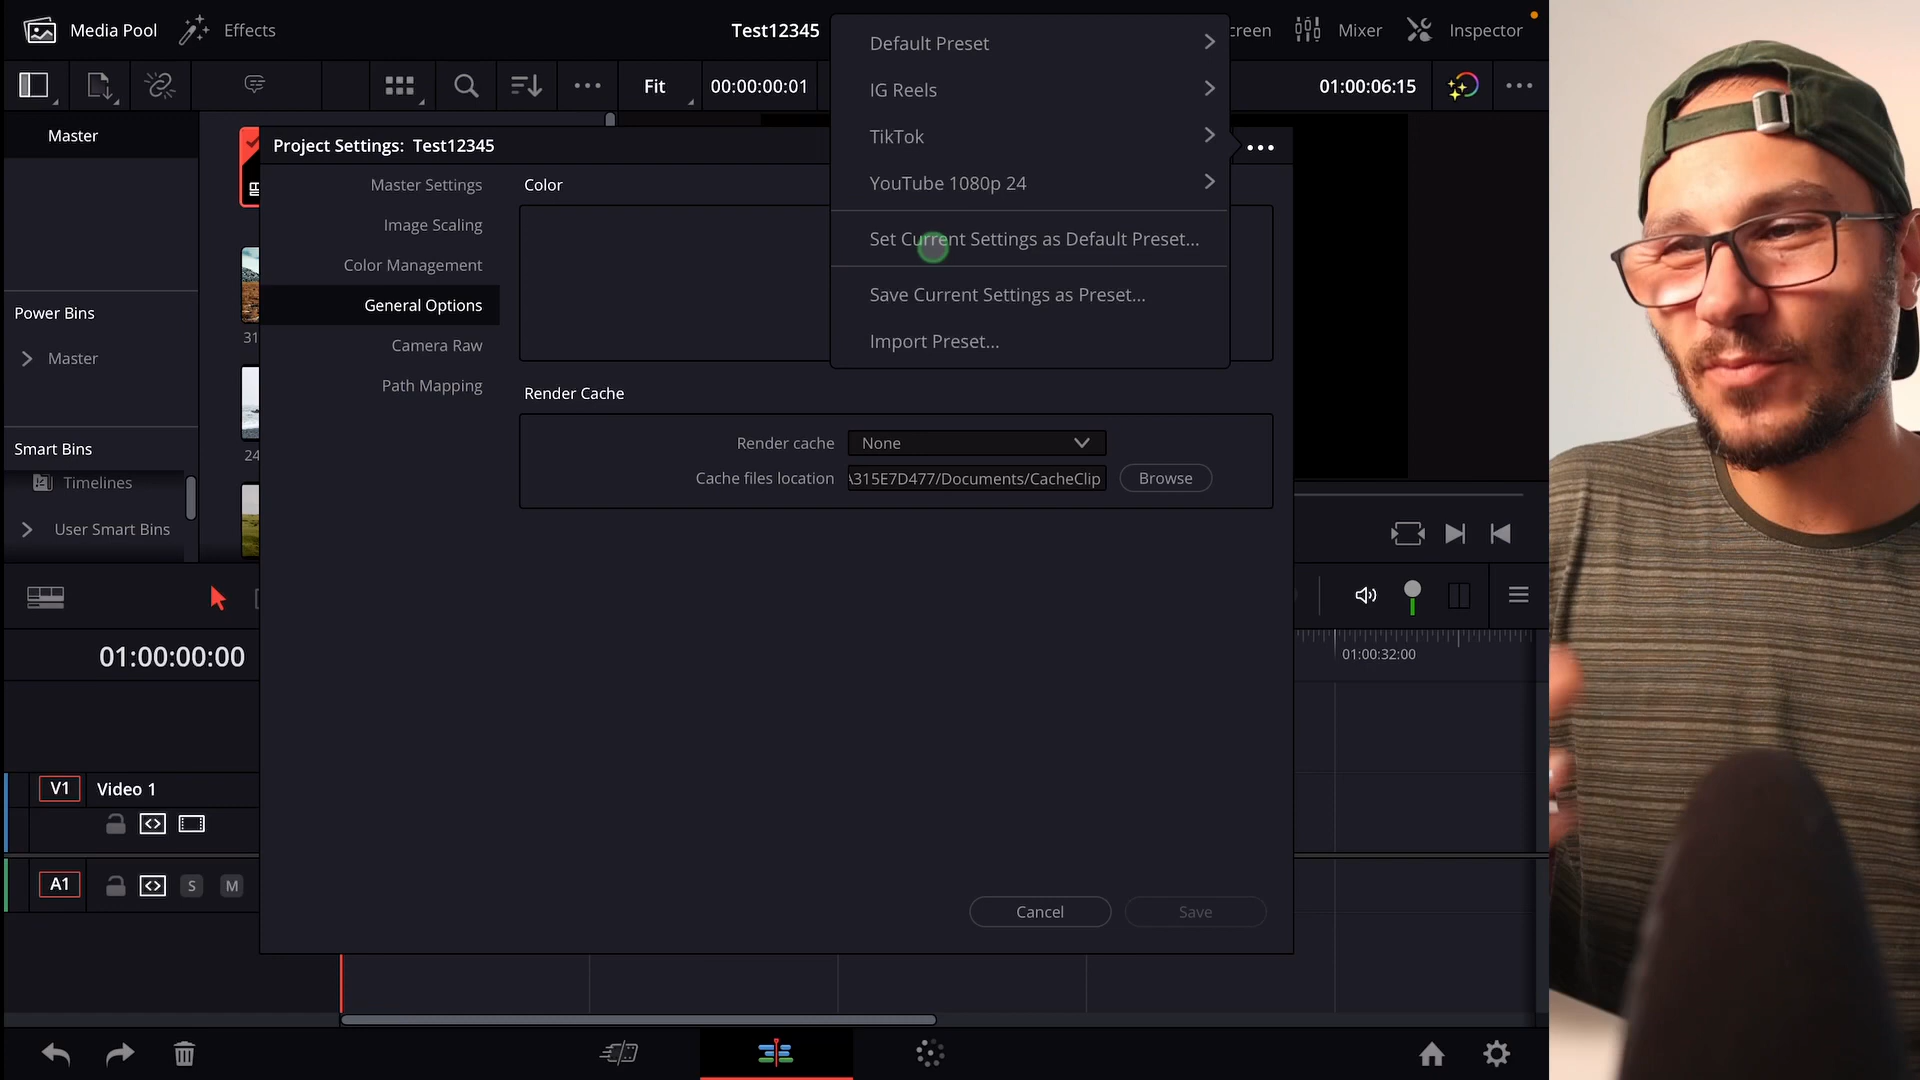 Media Pool
Effects
Test12345
creen
Mixer
Inspector
Fit
00:00:00:01
01:00:06:15
Default Preset
IG Reels
TikTok
YouTube 1080p 24
Set Current Settings as Default Preset...
Save Current Settings as Preset...
Import Preset...
Master
Power Bins
Master
Smart Bins
Timelines
User Smart Bins
31
24
Project Settings: Test12345
Master Settings
Image Scaling
Color Management
General Options
Camera Raw
Path Mapping
Color
Render Cache
Render cache
None
Cache files location
315E7D477/Documents/CacheClip
Browse
Cancel
Save
01:00:00:00
01:00:32:00
V1
Video 1
A1
S
M